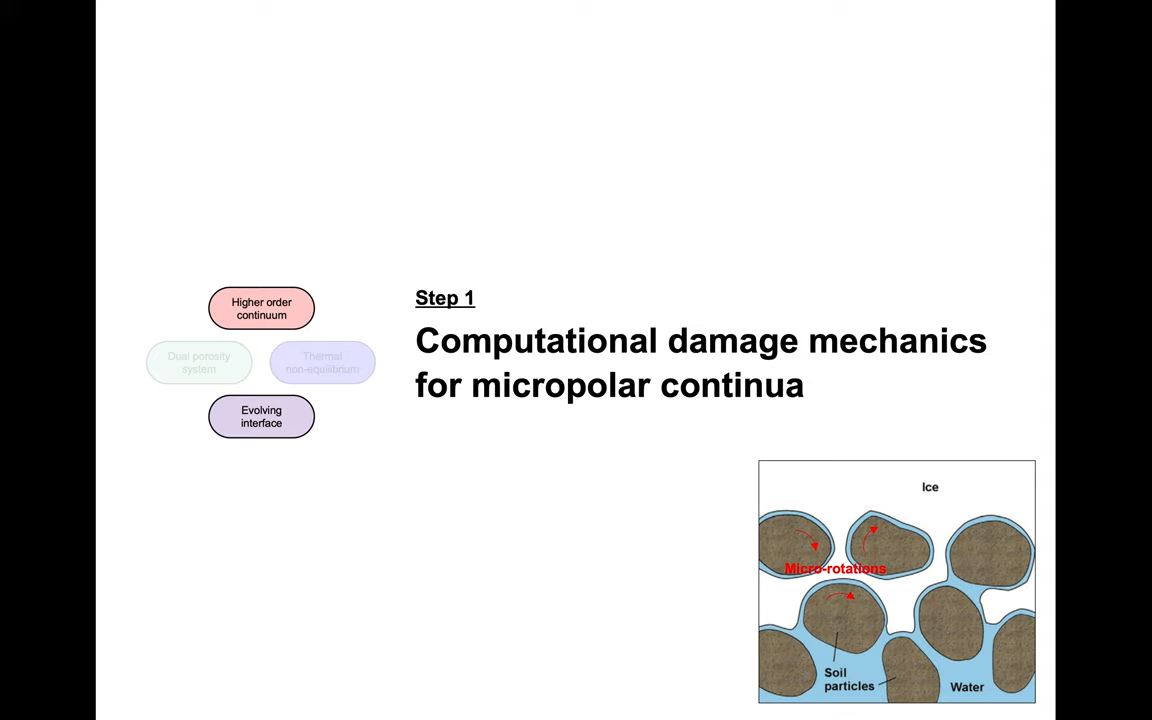 Higher order
continuum
Dual porosity
system
Thermal
non-equilibrium
Evolving
interface
Step 1
Computational damage mechanics
for micropolar continua
Ice
Micro-rotations
Soil
particles
Water